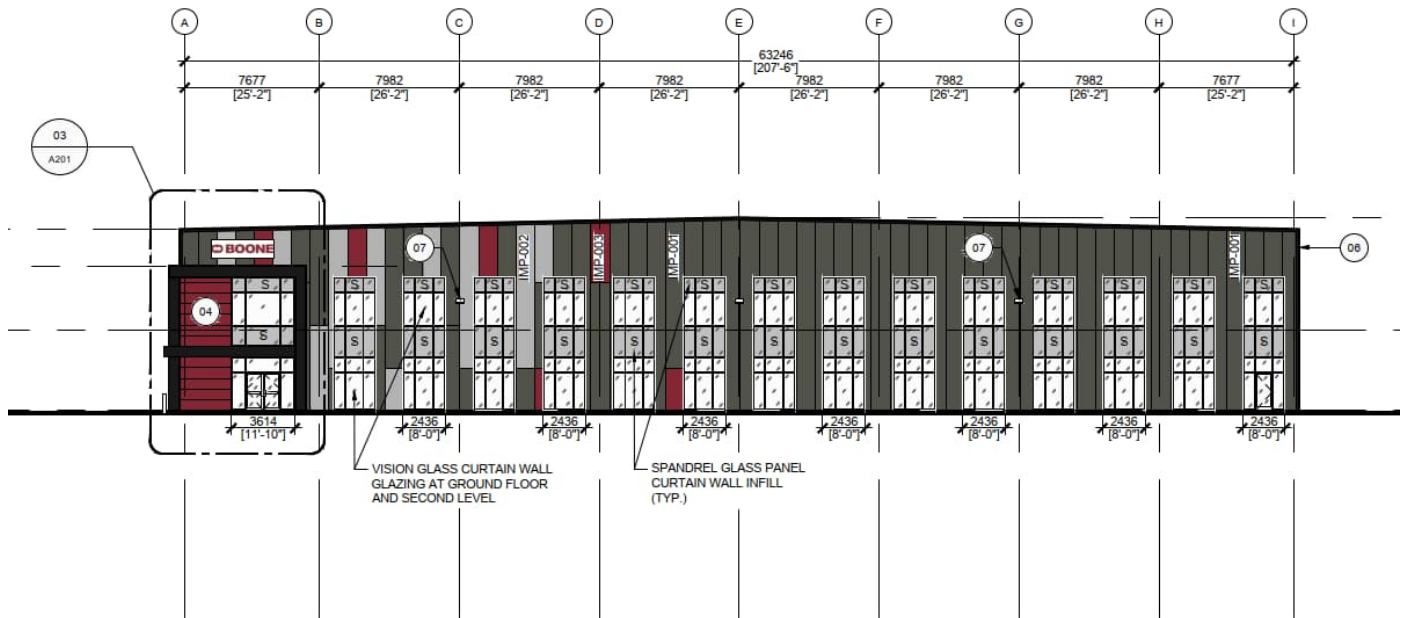 A B C D E F G H I
63246
[207'-6"]
7677 7982 7982 7982 7982 7982 7982 7677
[25'-2"] [26'-2"] [26'-2"] [26'-2"] [26'-2"] [26'-2"] [26'-2"] [25'-2"]
03
A201
BOONE
07 07 06
IMP-002 IMP-003 IMP-001 IMP-001
S S S S S S S S S S S S S S S
04
S S S S S S S S S S S S S S S
3614 2436 2436 2436 2436 2436 2436 2436
[11'-10"] [8'-0"] [8'-0"] [8'-0"] [8'-0"] [8'-0"] [8'-0"] [8'-0"]
VISION GLASS CURTAIN WALL
GLAZING AT GROUND FLOOR
AND SECOND LEVEL
SPANDREL GLASS PANEL
CURTAIN WALL INFILL
(TYP.)